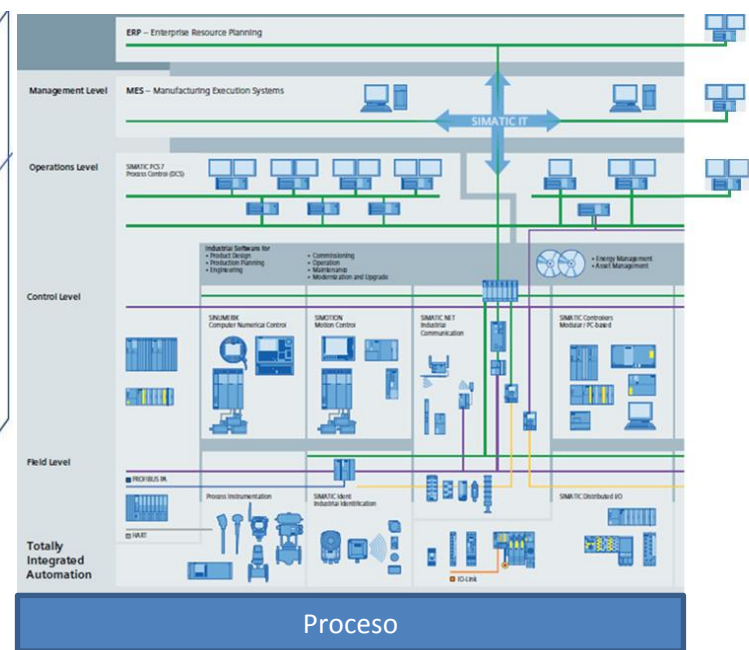 ERP – Enterprise Resource Planning
Management Level
MES – Manufacturing Execution Systems
SIMATIC IT
Operations Level
SIMATIC PCS 7
Process Control (DCS)
Industrial Software for
• Product Design
• Production Planning
• Engineering
• Commissioning
• Operation
• Maintenance
• Modernization and Upgrade
• Energy Management
• Asset Management
Control Level
SINUMERIK
Computer Numerical Control
SIMOTION
Motion Control
SIMATIC NET
Industrial
Communication
SIMATIC Controllers
Modular / PC-based
Field Level
PROFIBUS PA
Process Instrumentation
SIMATIC Ident
Industrial Identification
SIMATIC Distributed I/O
HART
Totally
Integrated
Automation
IO-Link
Proceso